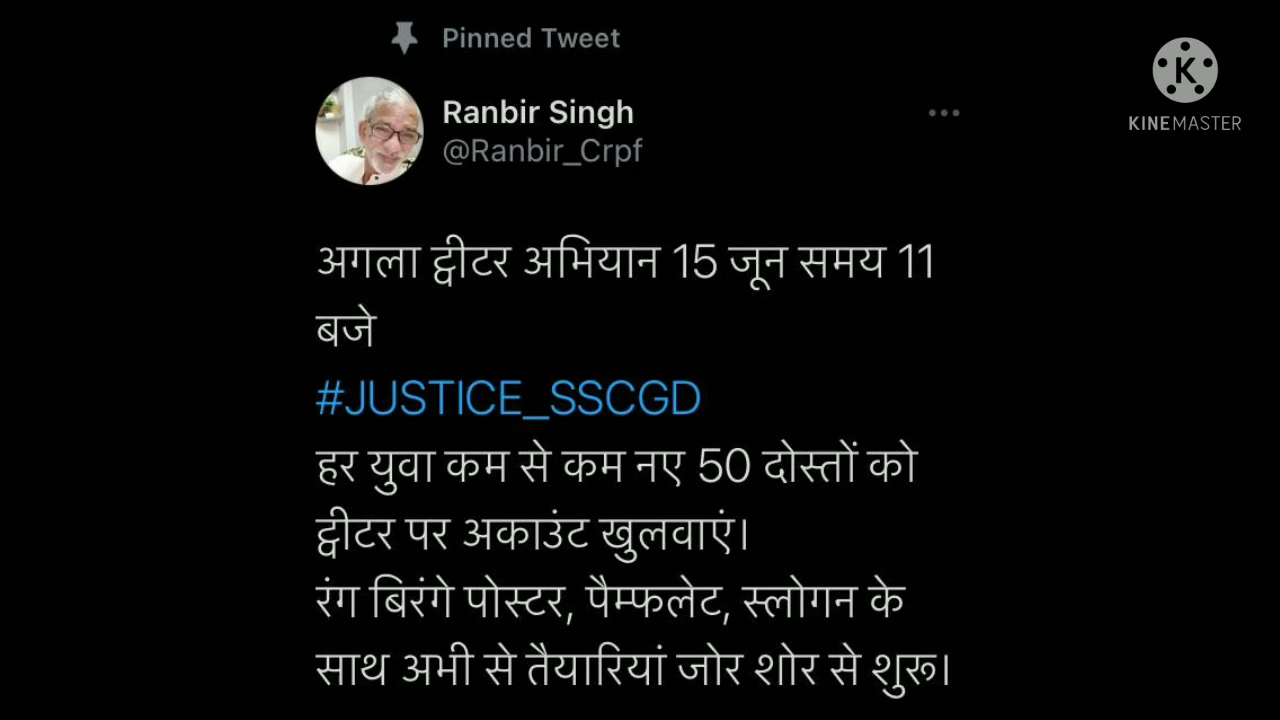 Pinned Tweet
Ranbir Singh
@Ranbir_Crpf
K
KINEMASTER
अगला ट्वीटर अभियान 15 जून समय 11
बजे
#JUSTICE_SSCGD
हर युवा कम से कम नए 50 दोस्तों को
ट्वीटर पर अकाउंट खुलवाएं।
रंग बिरंगे पोस्टर, पैम्फलेट, स्लोगन के
साथ अभी से तैयारियां जोर शोर से शुरू।